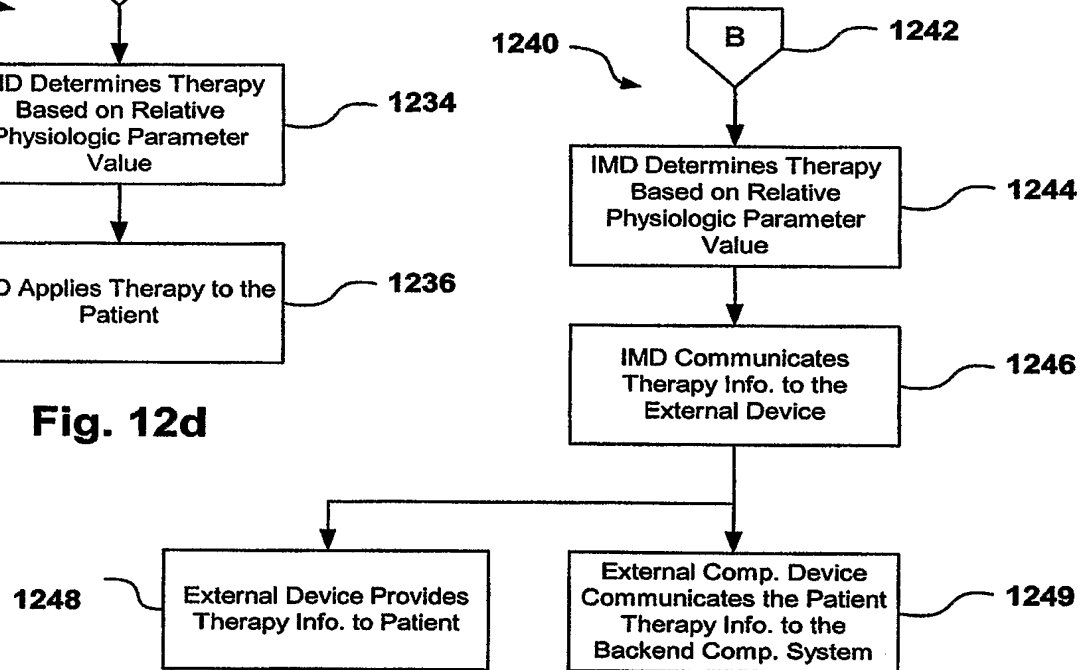 Determines Therapy
Based on Relative
Physiologic Parameter
Value
1234
Applies Therapy to the
Patient
1236
Fig. 12d
1240
B
1242
IMD Determines Therapy
Based on Relative
Physiologic Parameter
Value
1244
IMD Communicates
Therapy Info. to the
External Device
1246
1248
External Device Provides
Therapy Info. to Patient
External Comp. Device
Communicates the Patient
Therapy Info. to the
Backend Comp. System
1249